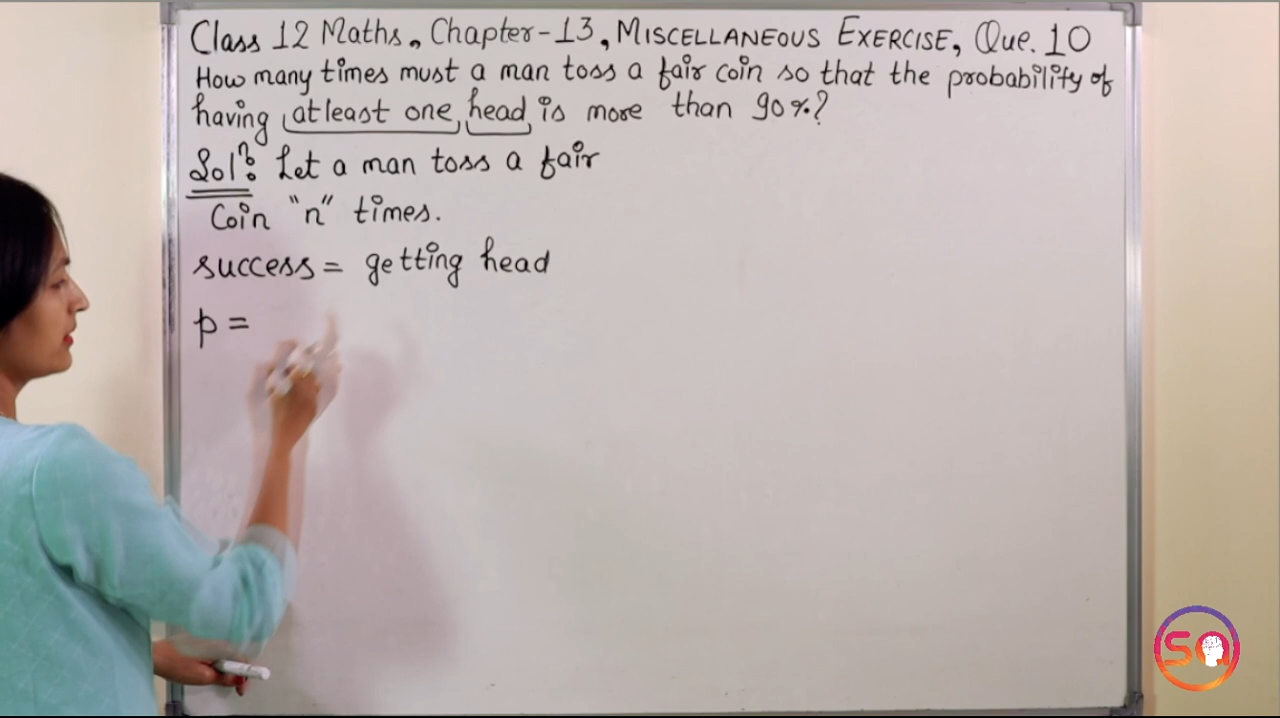 Class 12 Maths, Chapter-13, MISCELLANEOUS EXERCISE, Que. 10
How many times must a man toss a fair coin so that the probability of
having atleast one head is more than 90%?
Solⁿ: Let a man toss a fair
Coin "n" times.
success = getting head
p =
SQ